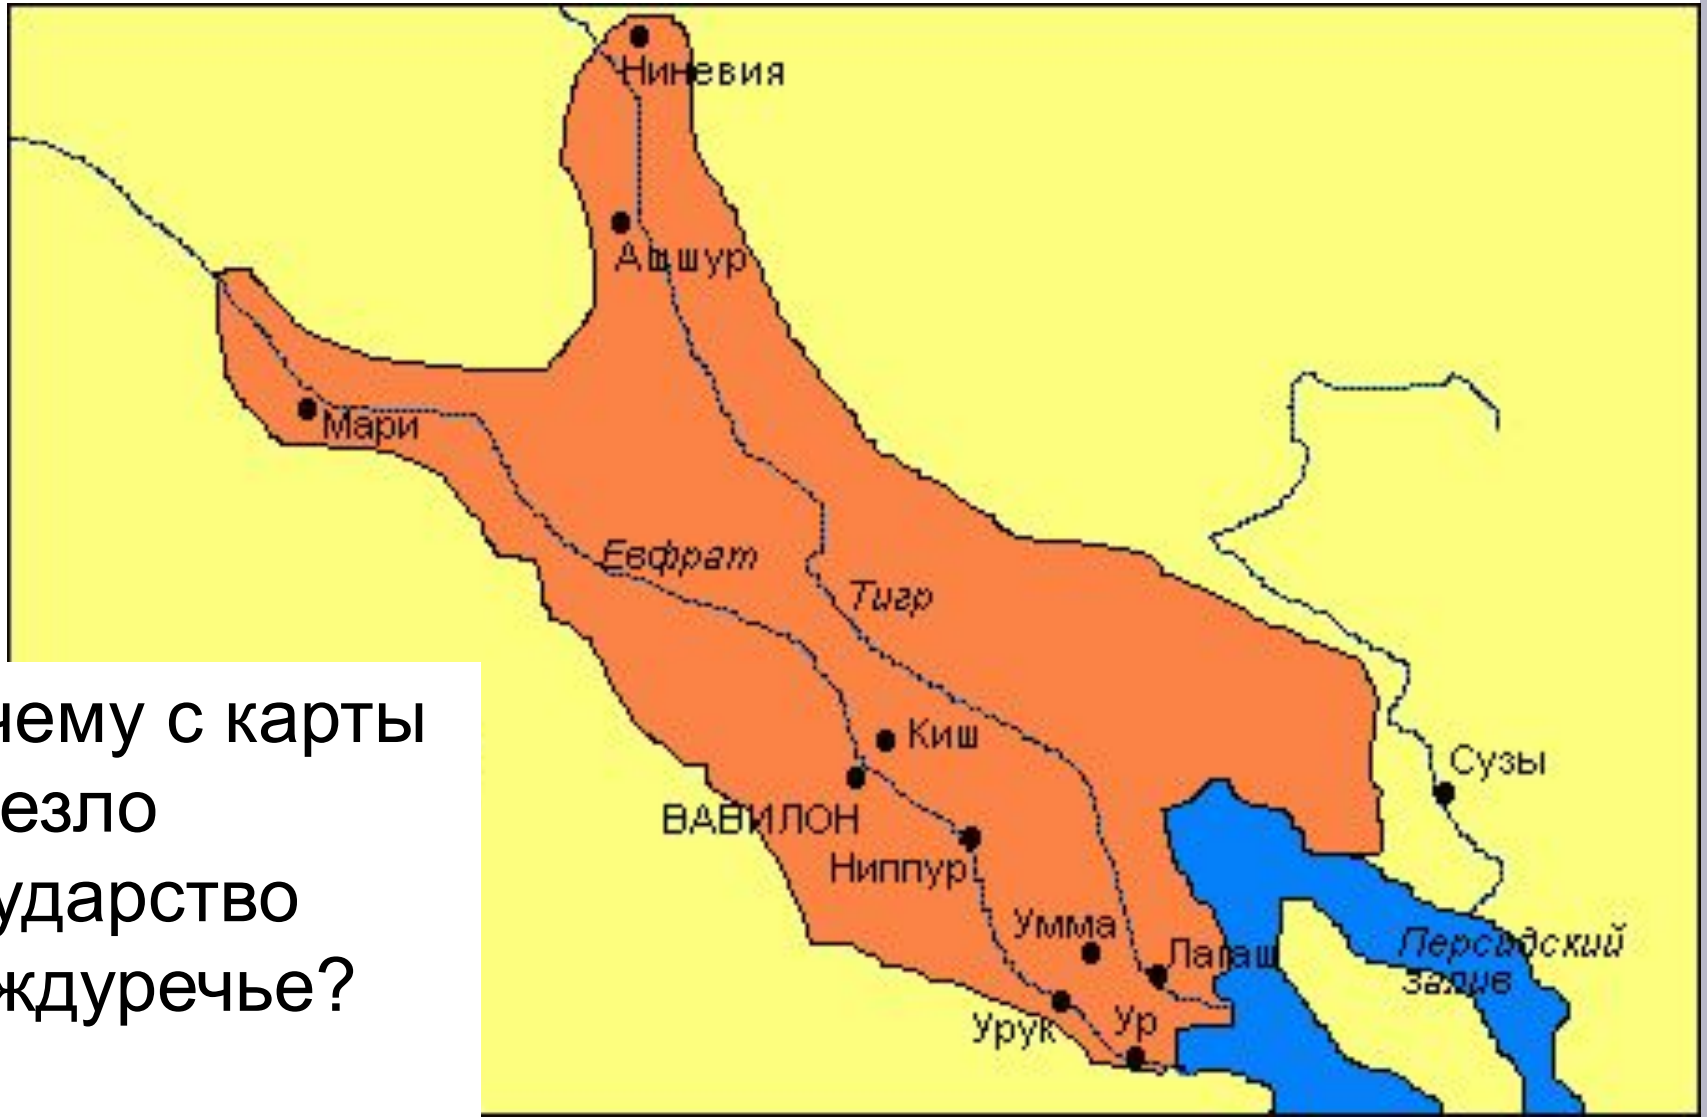 Ниневия
Ашшур
Мари
Евфрат
Тигр
Киш
Сузы
ВАВИЛОН
Ниппур
Умма
Лагаш
Персидский
залив
Урук
Ур
чему с карты
езло
ударство
ждуречье?